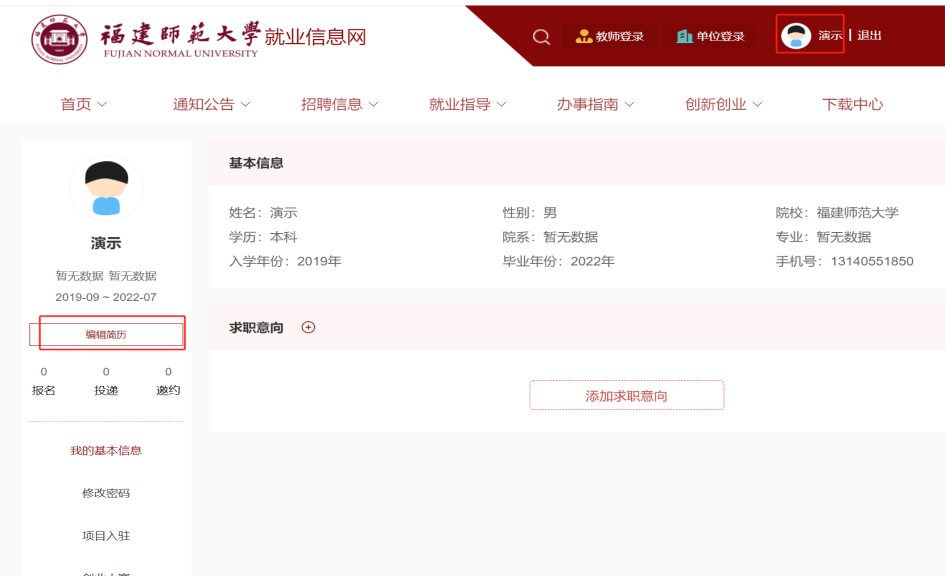 福建師範大學就业信息网
FUJIAN NORMAL UNIVERSITY
教师登录 单位登录 演示 | 退出
首页 通知公告 招聘信息 就业指导 办事指南 创新创业 下载中心
演示
暂无数据 暂无数据
2019-09 ~ 2022-07
编辑简历
0 0 0
报名 投递 邀约
我的基本信息
修改密码
项目入驻
基本信息
姓名：演示 性别：男 院校：福建师范大学
学历：本科 院系：暂无数据 专业：暂无数据
入学年份：2019年 毕业年份：2022年 手机号：13140551850
求职意向
添加求职意向